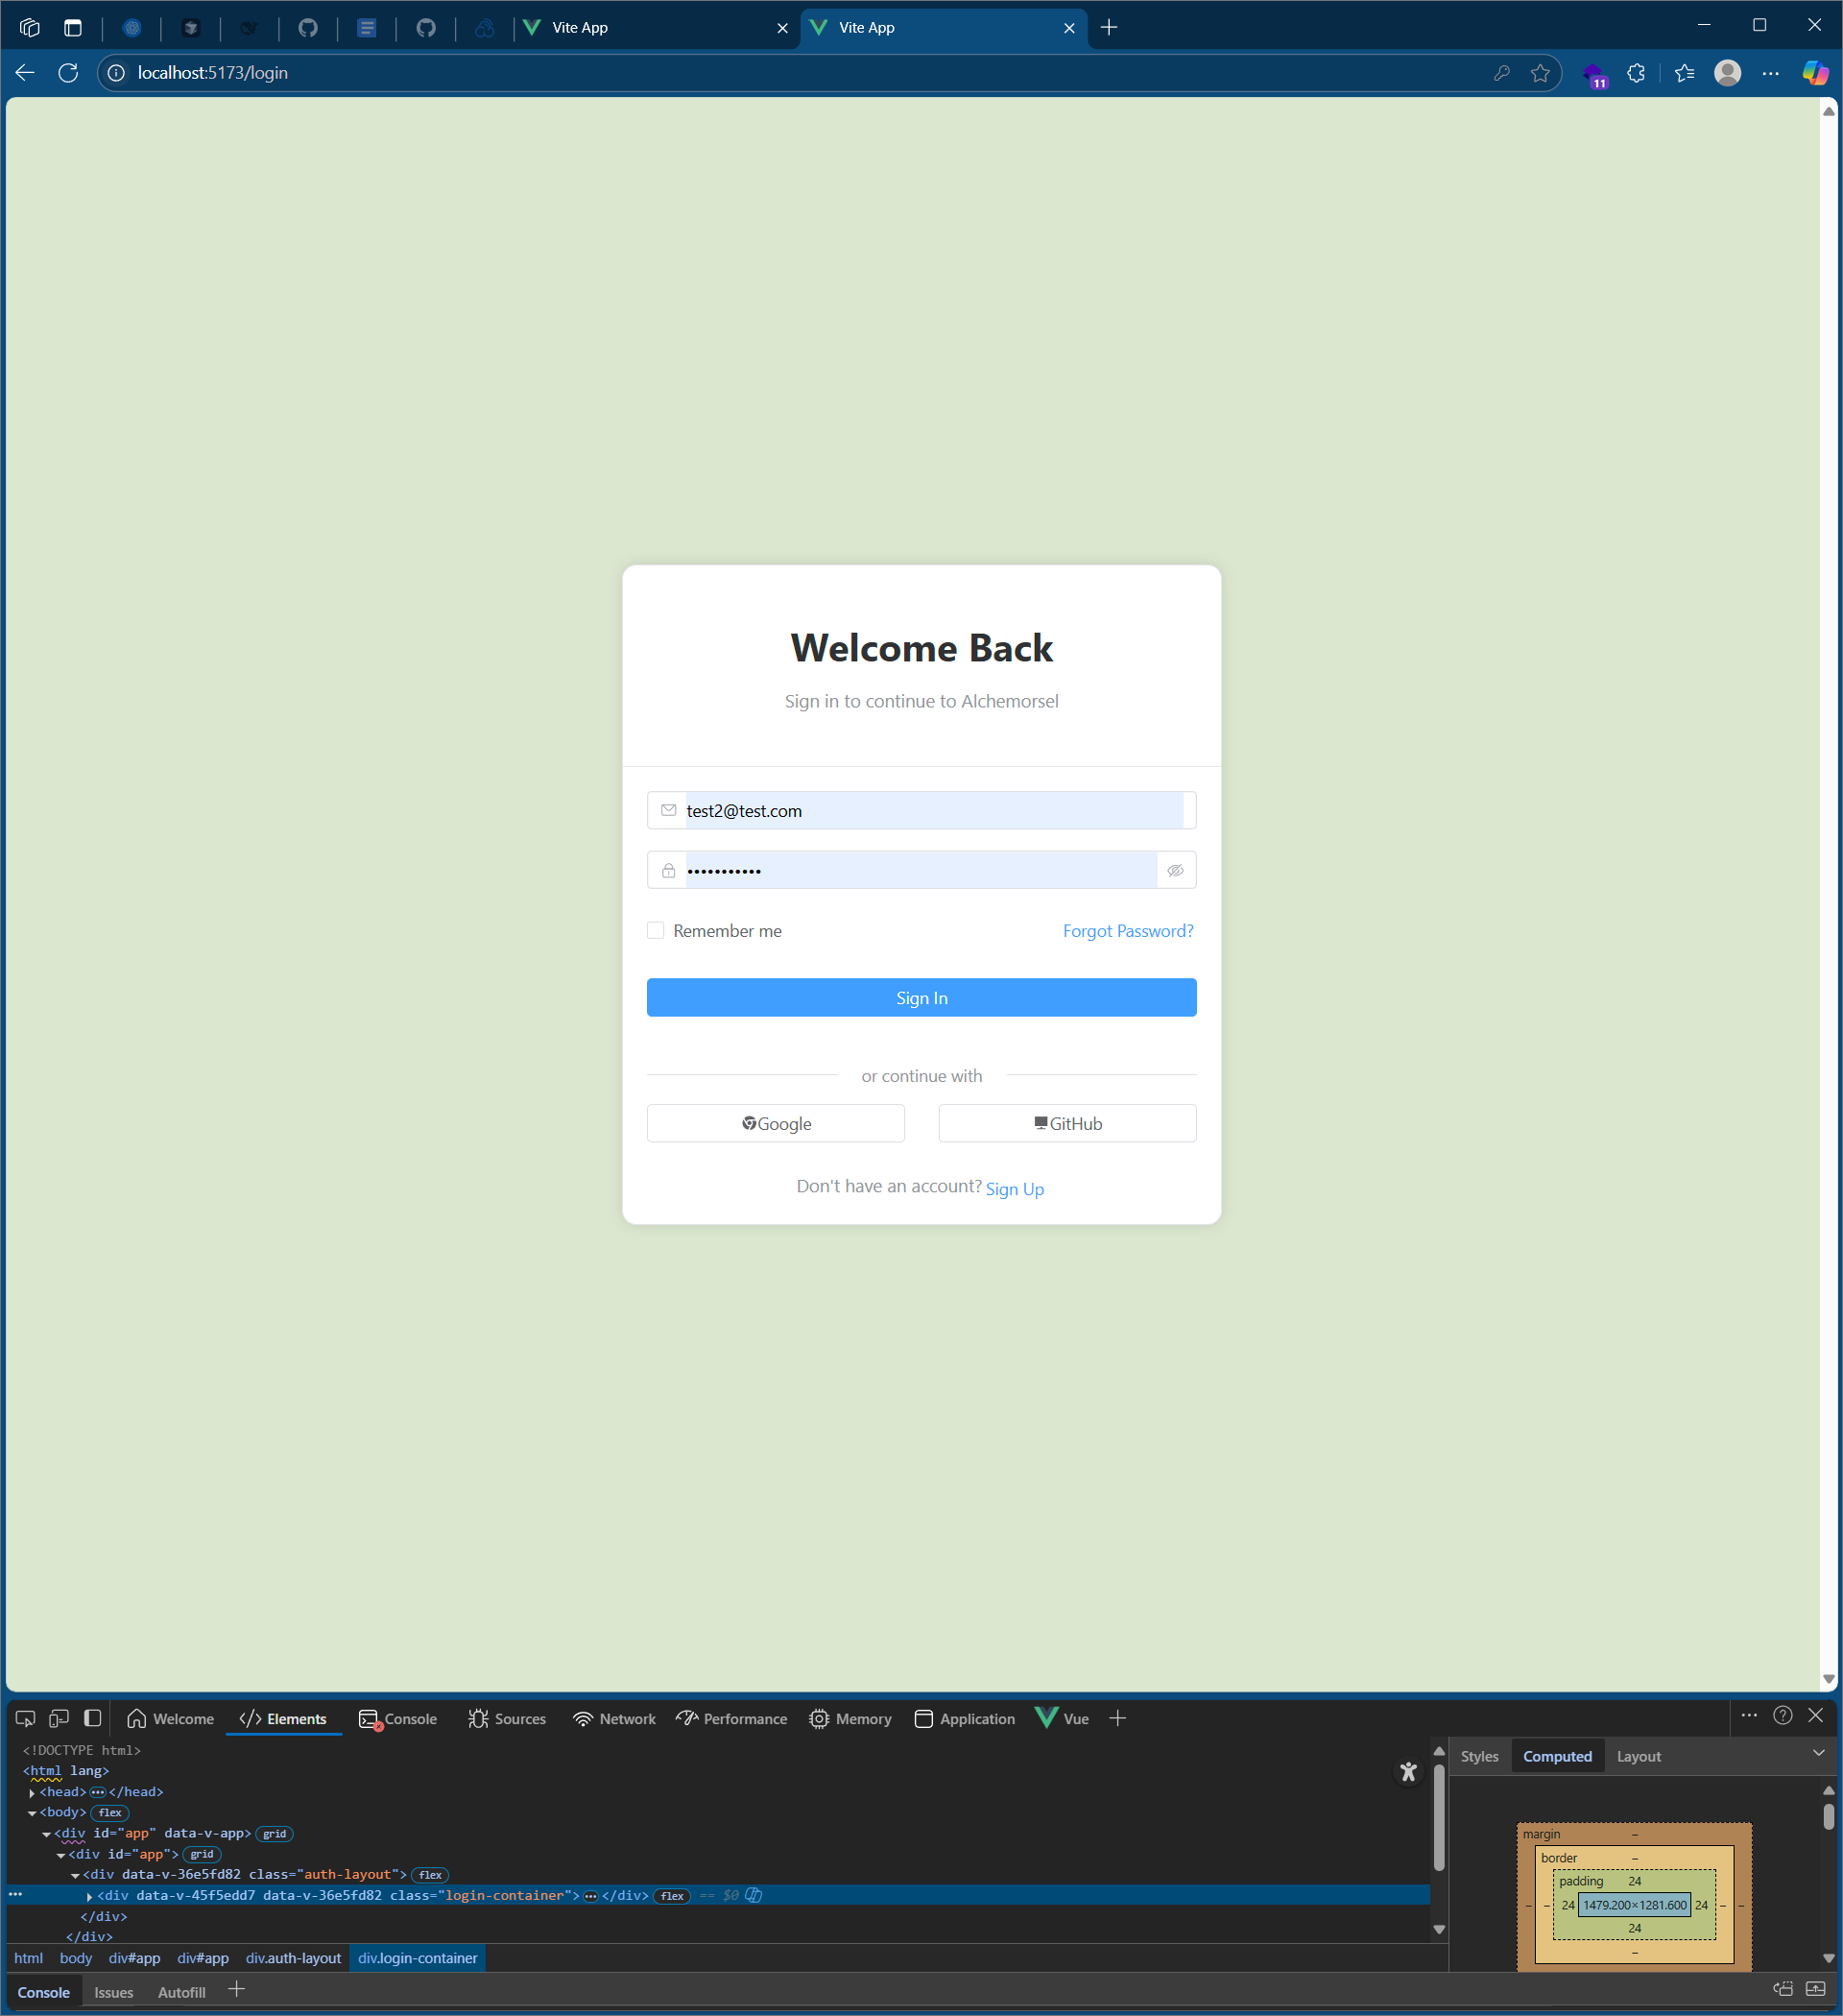 Vite App
Vite App
localhost:5173/login
11
Welcome Back
Sign in to continue to Alchemorsel
test2@test.com
•••••••••••
Remember me
Forgot Password?
Sign In
or continue with
Google
GitHub
Don't have an account? Sign Up
Welcome
Elements
Console
Sources
Network
Performance
Memory
Application
Vue
<!DOCTYPE html>
<html lang>
<head>•••</head>
<body> flex
<div id="app" data-v-app> grid
<div id="app"> grid
<div data-v-36e5fd82 class="auth-layout"> flex
<div data-v-45f5edd7 data-v-36e5fd82 class="login-container">•••</div> flex == $0
</div>
</div>
html body div#app div#app div.auth-layout div.login-container
Styles
Computed
Layout
margin –
border –
padding 24
– – 24 1479.200×1281.600 24 – –
24
–
Console
Issues
Autofill